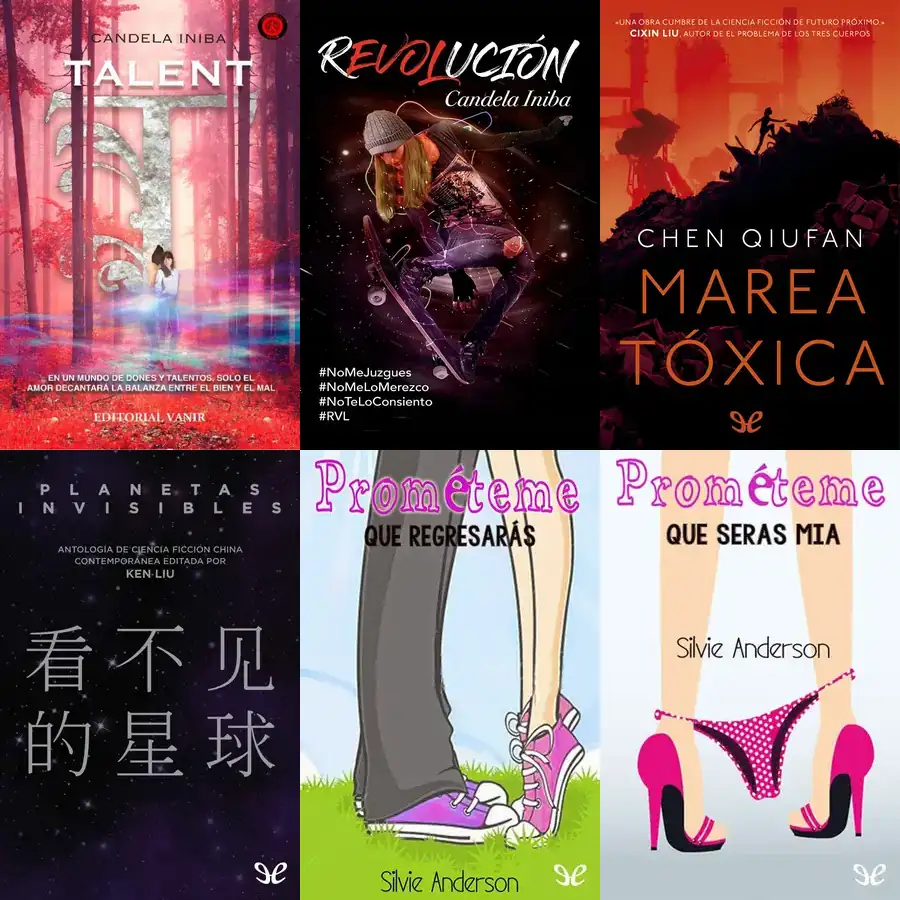 CANDELA INIBA
TALENT
EN UN MUNDO DE DONES Y TALENTOS, SOLO EL
AMOR DECANTARÁ LA BALANZA ENTRE EL BIEN Y EL MAL
EDITORIAL VANIR
REVOLUCIÓN
Candela Iniba
#NoMeJuzgues
#NoMeLoMerezco
#NoTeLoConsiento
#RVL
«UNA OBRA CUMBRE DE LA CIENCIA FICCIÓN DE FUTURO PRÓXIMO.»
CIXIN LIU, AUTOR DE EL PROBLEMA DE LOS TRES CUERPOS
CHEN QIUFAN
MAREA
TÓXICA
PLANETAS
INVISIBLES
ANTOLOGÍA DE CIENCIA FICCIÓN CHINA
CONTEMPORÁNEA EDITADA POR
KEN LIU
看不见
的星球
Prométeme
QUE REGRESARÁS
Silvie Anderson
Prométeme
QUE SERAS MIA
Silvie Anderson